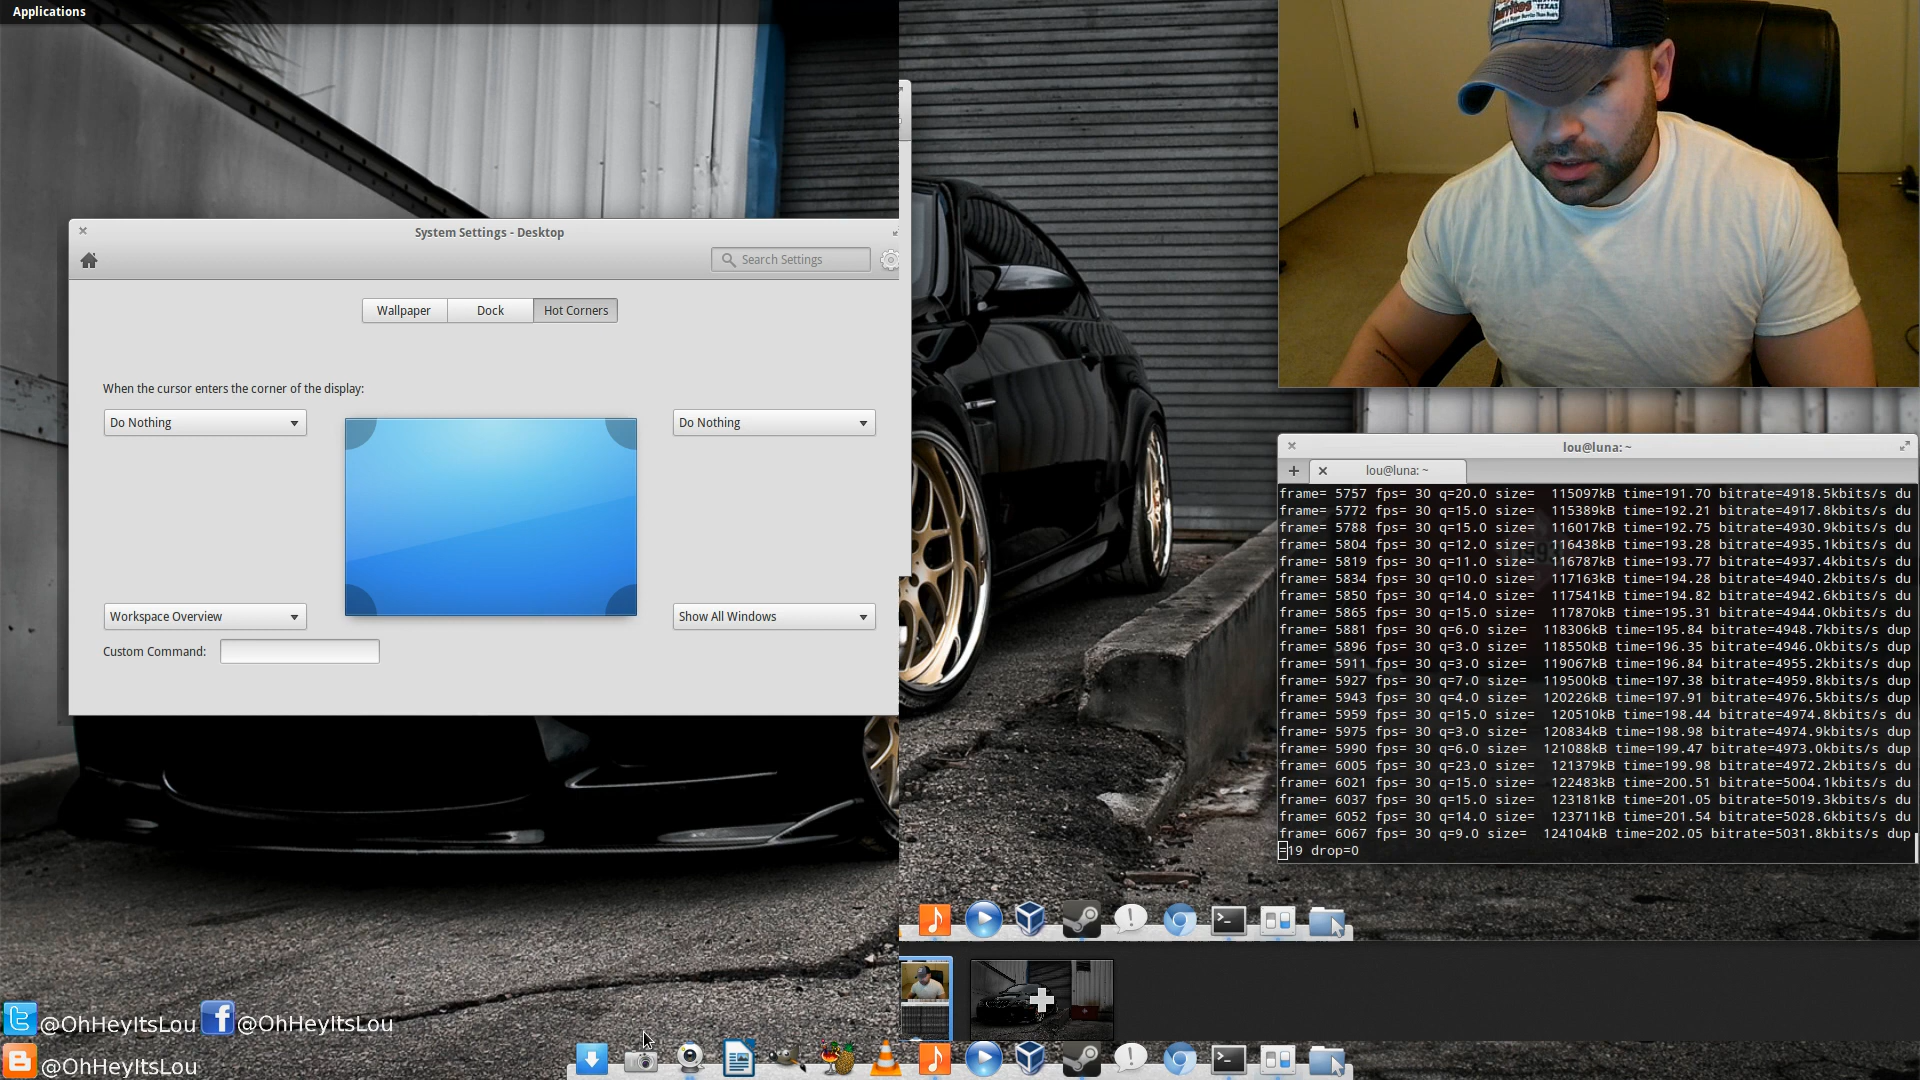 Applications
System Settings - Desktop
Search Settings
Wallpaper
Dock
Hot Corners
When the cursor enters the corner of the display:
Do Nothing
Do Nothing
Workspace Overview
Show All Windows
Custom Command:
lou@luna: ~
lou@luna: ~
frame= 5757 fps= 30 q=20.0 size=  115097kB time=191.70 bitrate=4918.5kbits/s du
frame= 5772 fps= 30 q=15.0 size=  115389kB time=192.21 bitrate=4917.8kbits/s du
frame= 5788 fps= 30 q=15.0 size=  116017kB time=192.75 bitrate=4930.9kbits/s du
frame= 5804 fps= 30 q=12.0 size=  116438kB time=193.28 bitrate=4935.1kbits/s du
frame= 5819 fps= 30 q=11.0 size=  116787kB time=193.77 bitrate=4937.4kbits/s du
frame= 5834 fps= 30 q=10.0 size=  117163kB time=194.28 bitrate=4940.2kbits/s du
frame= 5850 fps= 30 q=14.0 size=  117541kB time=194.82 bitrate=4942.6kbits/s du
frame= 5865 fps= 30 q=15.0 size=  117870kB time=195.31 bitrate=4944.0kbits/s du
frame= 5881 fps= 30 q=6.0 size=  118306kB time=195.84 bitrate=4948.7kbits/s dup
frame= 5896 fps= 30 q=3.0 size=  118550kB time=196.35 bitrate=4946.0kbits/s dup
frame= 5911 fps= 30 q=3.0 size=  119067kB time=196.84 bitrate=4955.2kbits/s dup
frame= 5927 fps= 30 q=7.0 size=  119500kB time=197.38 bitrate=4959.8kbits/s dup
frame= 5943 fps= 30 q=4.0 size=  120226kB time=197.91 bitrate=4976.5kbits/s dup
frame= 5959 fps= 30 q=15.0 size=  120510kB time=198.44 bitrate=4974.8kbits/s du
frame= 5975 fps= 30 q=3.0 size=  120834kB time=198.98 bitrate=4974.9kbits/s dup
frame= 5990 fps= 30 q=6.0 size=  121088kB time=199.47 bitrate=4973.0kbits/s dup
frame= 6005 fps= 30 q=23.0 size=  121379kB time=199.98 bitrate=4972.2kbits/s du
frame= 6021 fps= 30 q=15.0 size=  122483kB time=200.51 bitrate=5004.1kbits/s du
frame= 6037 fps= 30 q=15.0 size=  123181kB time=201.05 bitrate=5019.3kbits/s du
frame= 6052 fps= 30 q=14.0 size=  123711kB time=201.54 bitrate=5028.6kbits/s du
frame= 6067 fps= 30 q=9.0 size=  124104kB time=202.05 bitrate=5031.8kbits/s dup
=19 drop=0
@OhHeyItsLou
@OhHeyItsLou
@OhHeyItsLou